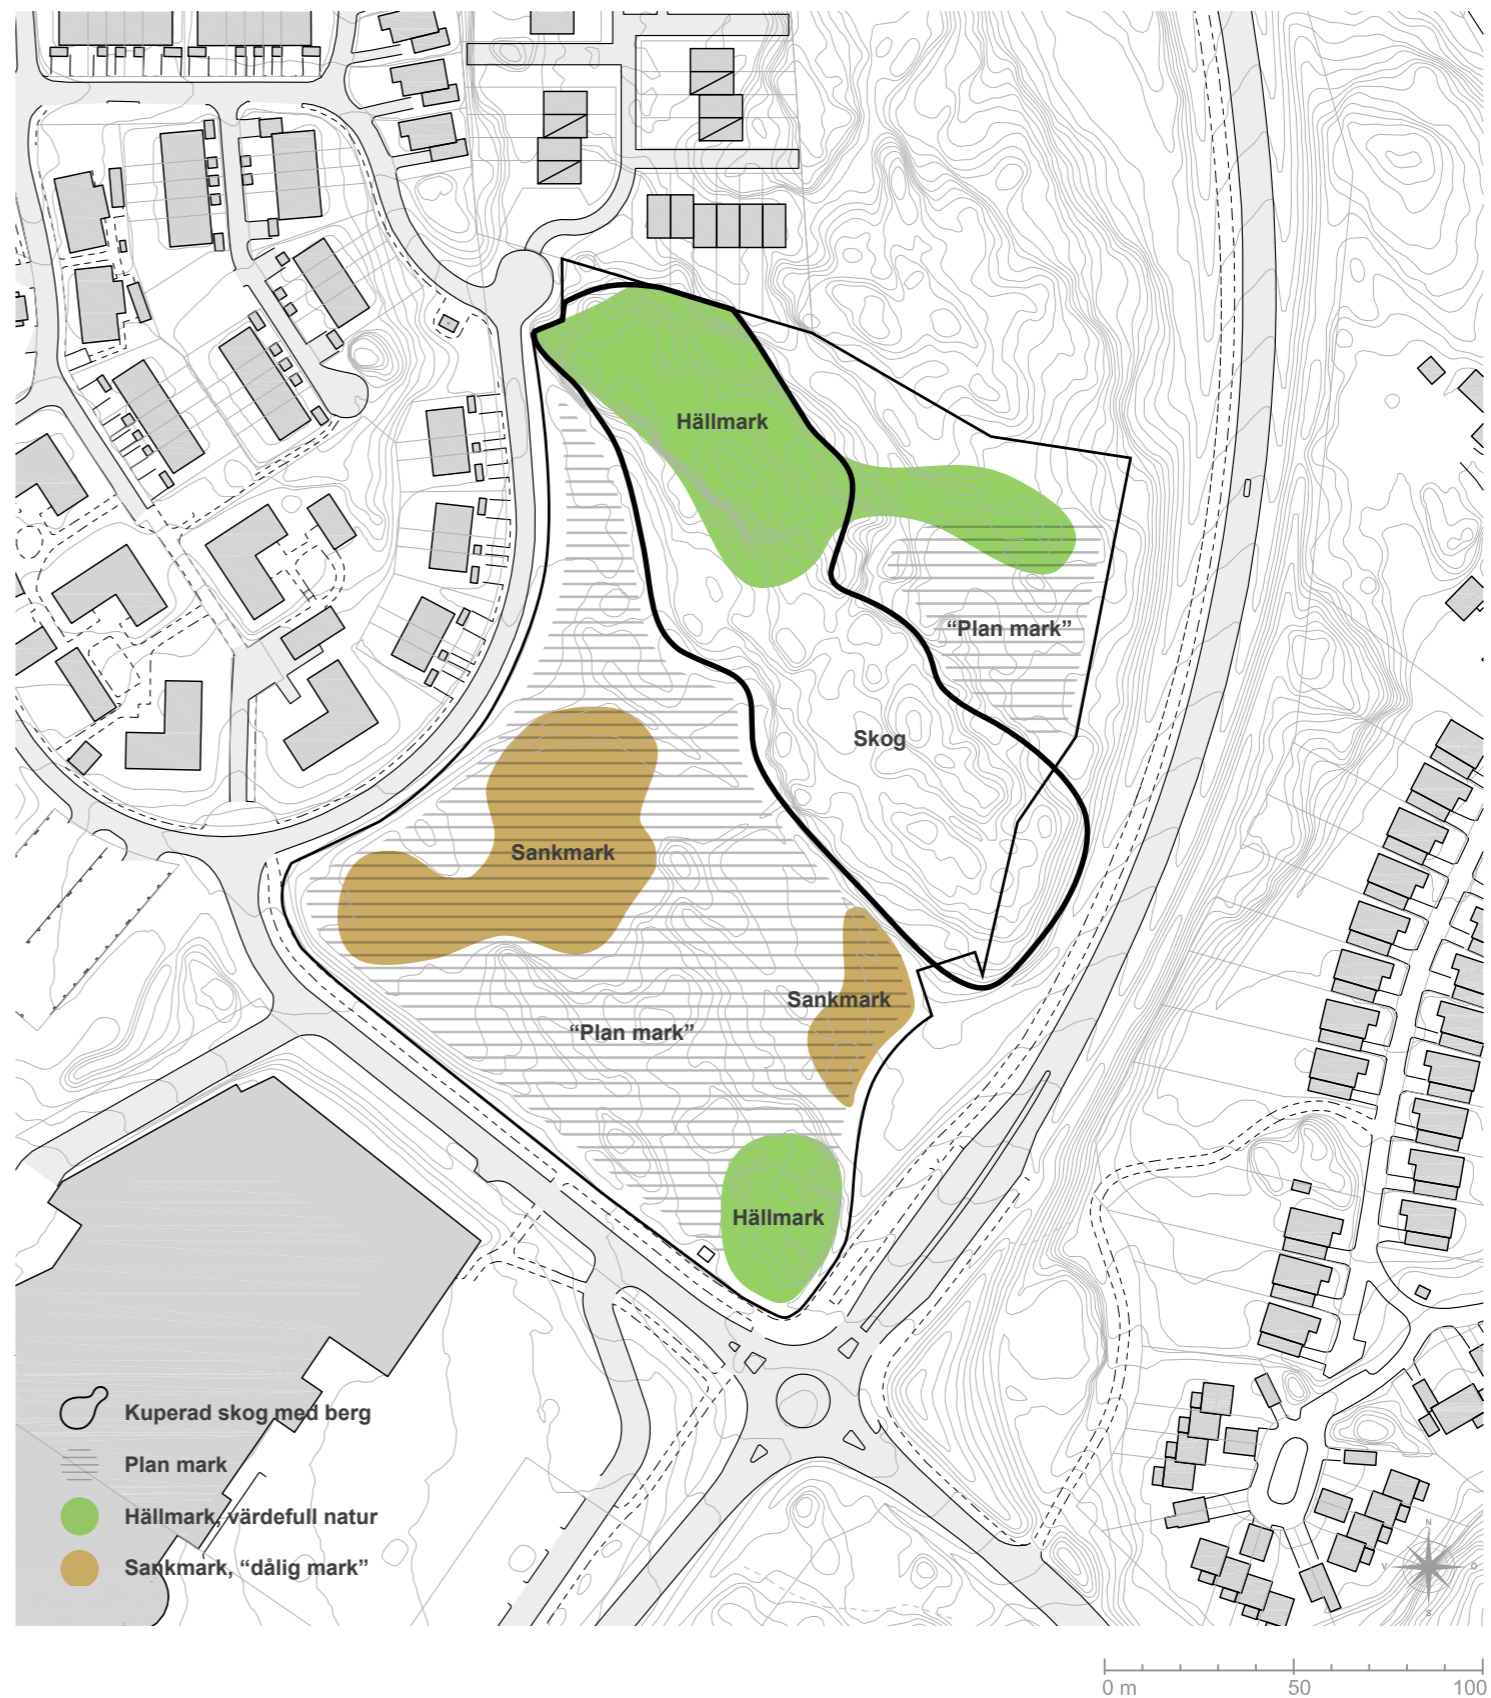 Hällmark
“Plan mark”
Skog
Sankmark
Sankmark
“Plan mark”
Hällmark
Kuperad skog med berg
Plan mark
Hällmark, värdefull natur
Sankmark, “dålig mark”
N
V
O
S
0 m 50 100